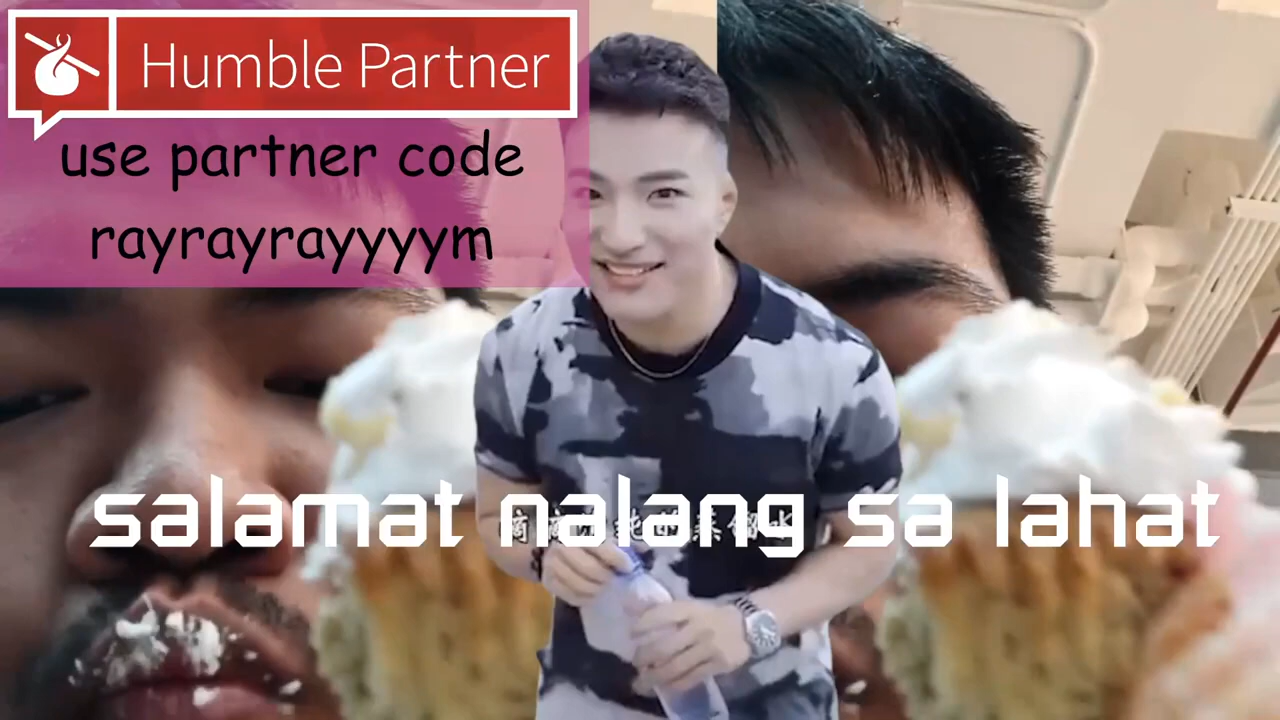 Humble Partner
use partner code
rayrayrayyyym
salamat nalang sa lahat